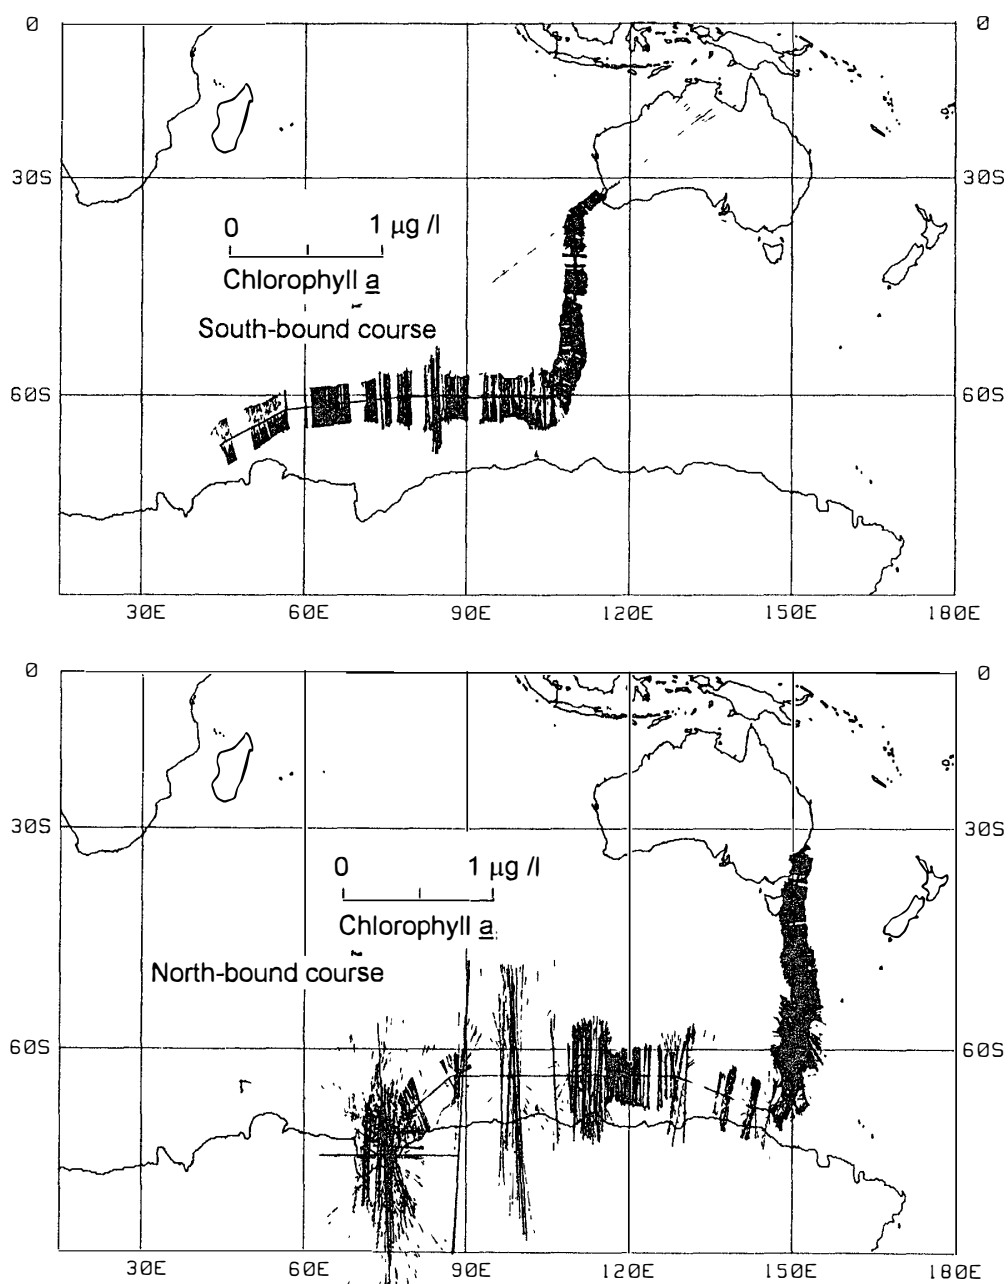 0 0
30S 30S
0 1 µg /l
Chlorophyll a
South-bound course
60S 60S
30E 60E 90E 120E 150E 180E
0 0
30S 30S
0 1 µg /l
Chlorophyll a
North-bound course
60S 60S
30E 60E 90E 120E 150E 180E